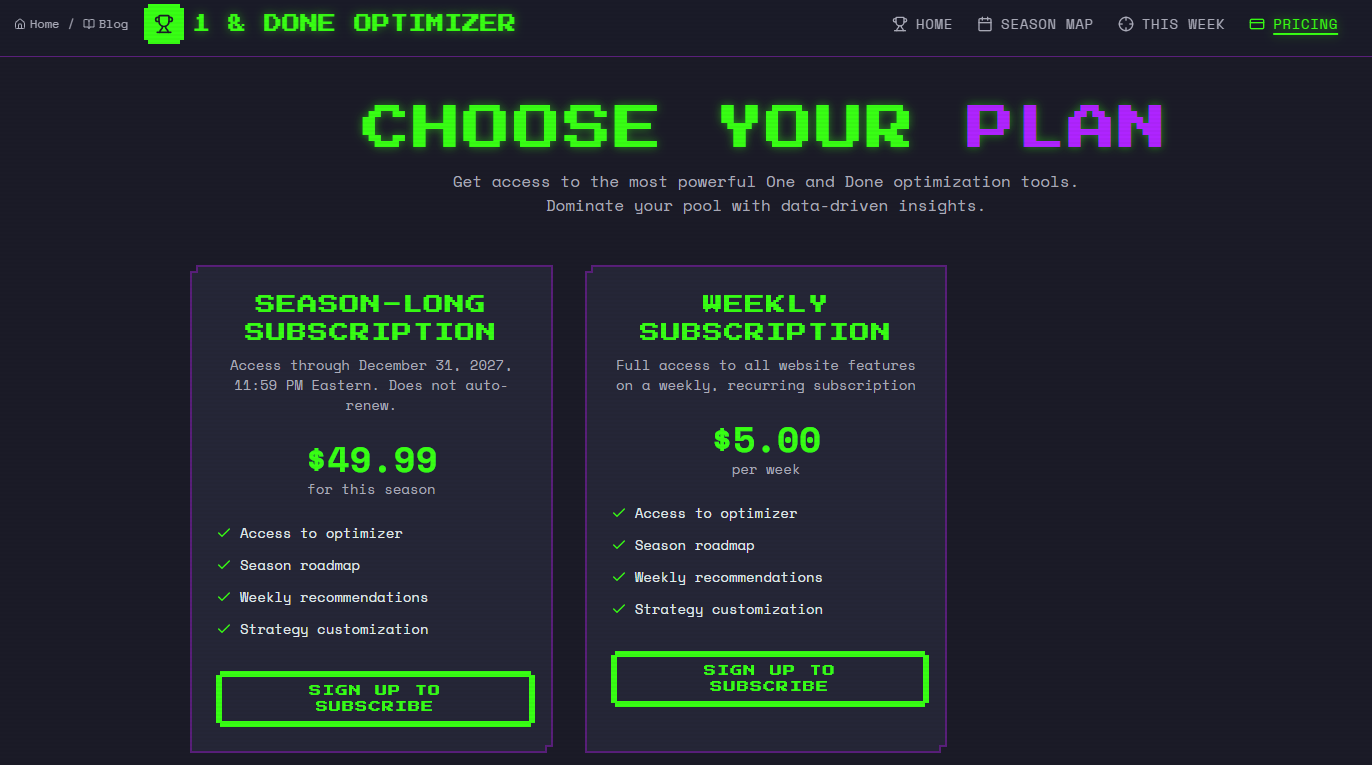 Home / Blog 1 & DONE OPTIMIZER HOME SEASON MAP THIS WEEK PRICING
CHOOSE YOUR PLAN
Get access to the most powerful One and Done optimization tools.
Dominate your pool with data-driven insights.
SEASON-LONG
SUBSCRIPTION
Access through December 31, 2027,
11:59 PM Eastern. Does not auto-
renew.
$49.99
for this season
Access to optimizer
Season roadmap
Weekly recommendations
Strategy customization
SIGN UP TO
SUBSCRIBE
WEEKLY
SUBSCRIPTION
Full access to all website features
on a weekly, recurring subscription
$5.00
per week
Access to optimizer
Season roadmap
Weekly recommendations
Strategy customization
SIGN UP TO
SUBSCRIBE